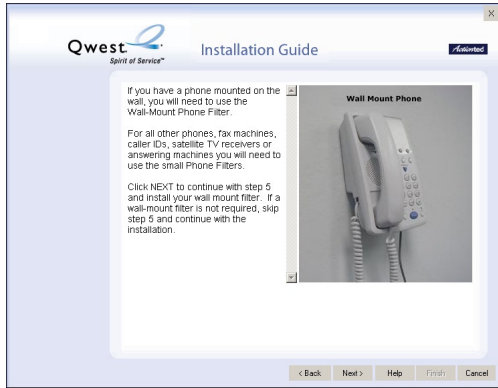 X
Qwest.
Spirit of Service™
Installation Guide
Actiontec
If you have a phone mounted on the
wall, you will need to use the
Wall-Mount Phone Filter.
For all other phones, fax machines,
caller IDs, satellite TV receivers or
answering machines you will need to
use the small Phone Filters.
Click NEXT to continue with step 5
and install your wall mount filter. If a
wall-mount filter is not required, skip
step 5 and continue with the
installation.
Wall Mount Phone
< Back Next > Help Finish Cancel